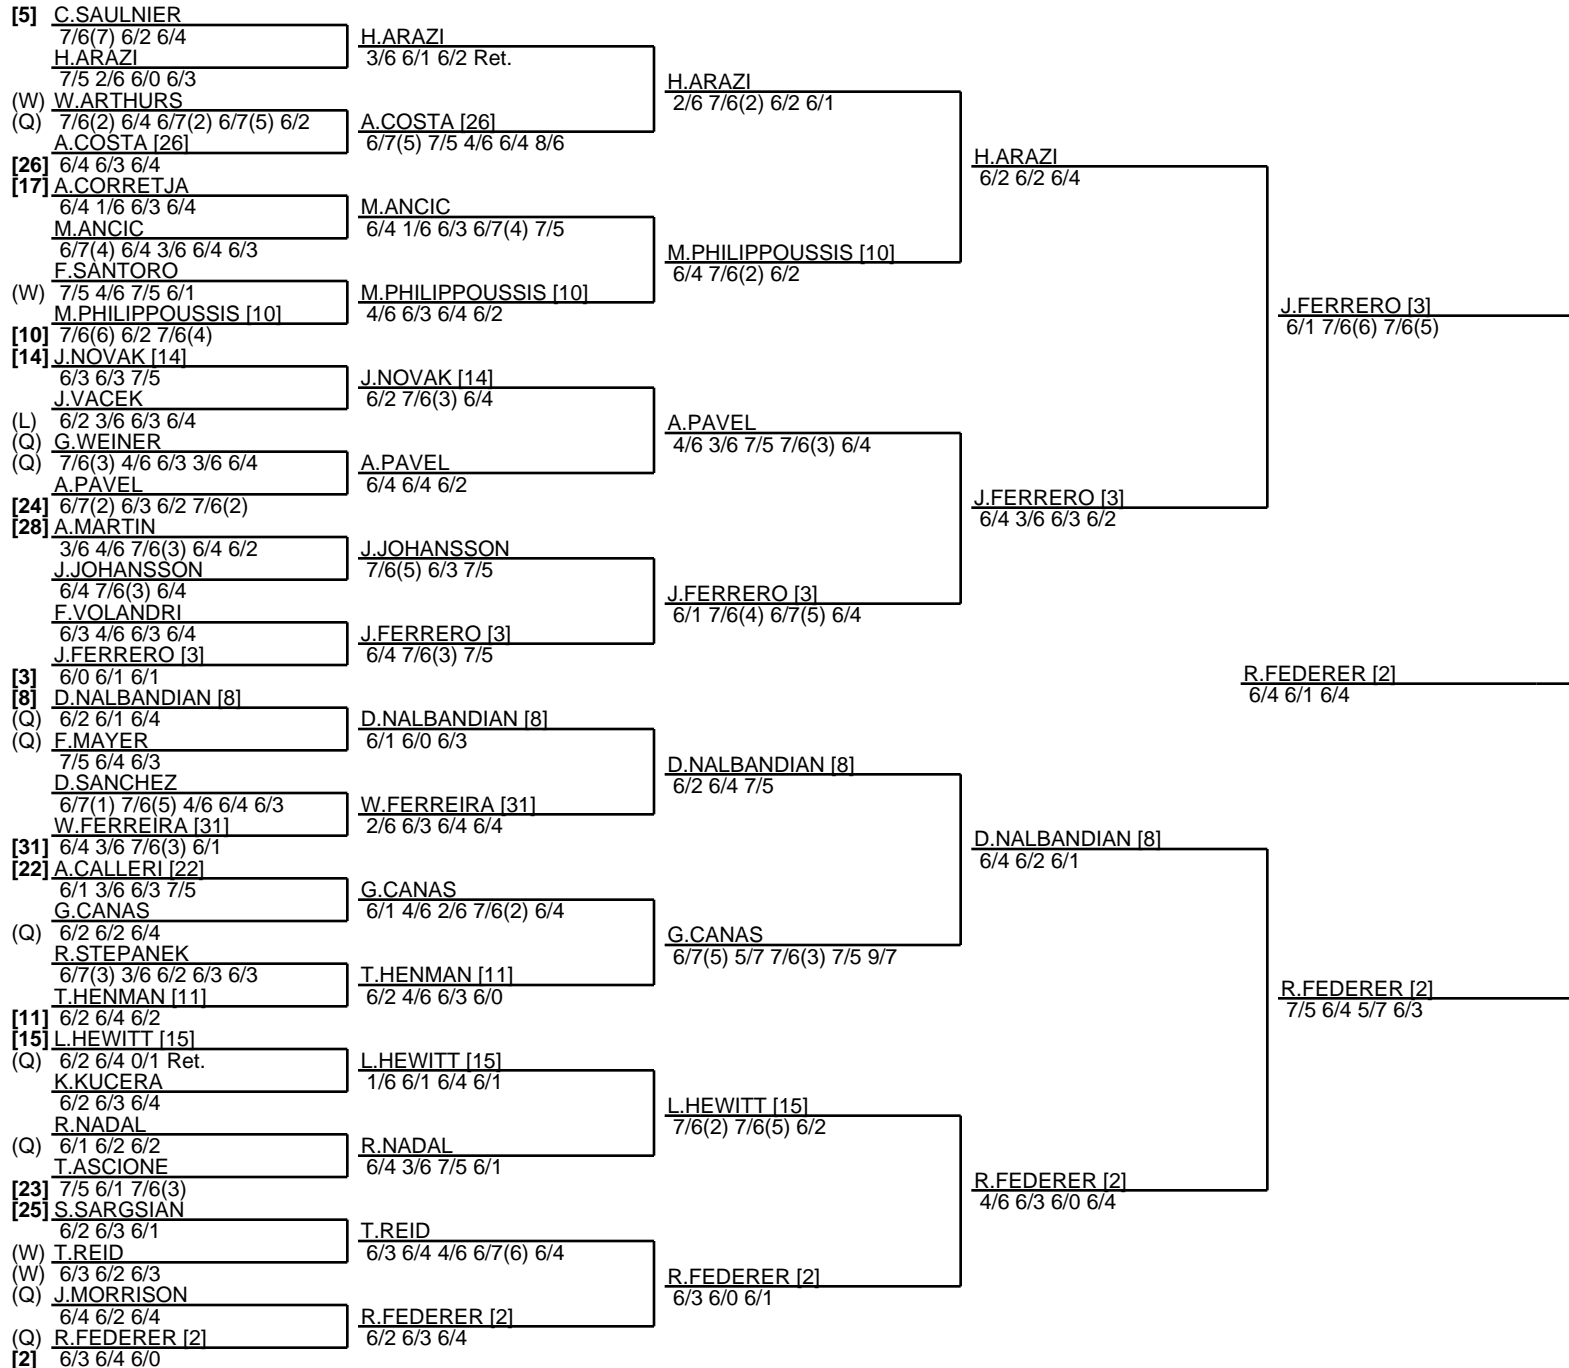 [5] C.SAULNIER
7/6(7) 6/2 6/4
H.ARAZI
7/5 2/6 6/0 6/3
(W) W.ARTHURS
(Q) 7/6(2) 6/4 6/7(2) 6/7(5) 6/2
A.COSTA [26]
[26] 6/4 6/3 6/4
[17] A.CORRETJA
6/4 1/6 6/3 6/4
M.ANCIC
6/7(4) 6/4 3/6 6/4 6/3
F.SANTORO
(W) 7/5 4/6 7/5 6/1
M.PHILIPPOUSSIS [10]
[10] 7/6(6) 6/2 7/6(4)
[14] J.NOVAK [14]
6/3 6/3 7/5
J.VACEK
(L) 6/2 3/6 6/3 6/4
(Q) G.WEINER
(Q) 7/6(3) 4/6 6/3 3/6 6/4
A.PAVEL
[24] 6/7(2) 6/3 6/2 7/6(2)
[28] A.MARTIN
3/6 4/6 7/6(3) 6/4 6/2
J.JOHANSSON
6/4 7/6(3) 6/4
F.VOLANDRI
6/3 4/6 6/3 6/4
J.FERRERO [3]
[3] 6/0 6/1 6/1
[8] D.NALBANDIAN [8]
(Q) 6/2 6/1 6/4
(Q) F.MAYER
7/5 6/4 6/3
D.SANCHEZ
6/7(1) 7/6(5) 4/6 6/4 6/3
W.FERREIRA [31]
[31] 6/4 3/6 7/6(3) 6/1
[22] A.CALLERI [22]
6/1 3/6 6/3 7/5
G.CANAS
(Q) 6/2 6/2 6/4
R.STEPANEK
6/7(3) 3/6 6/2 6/3 6/3
T.HENMAN [11]
[11] 6/2 6/4 6/2
[15] L.HEWITT [15]
(Q) 6/2 6/4 0/1 Ret.
K.KUCERA
6/2 6/3 6/4
R.NADAL
(Q) 6/1 6/2 6/2
T.ASCIONE
[23] 7/5 6/1 7/6(3)
[25] S.SARGSIAN
6/2 6/3 6/1
(W) T.REID
(W) 6/3 6/2 6/3
(Q) J.MORRISON
6/4 6/2 6/4
(Q) R.FEDERER [2]
[2] 6/3 6/4 6/0
H.ARAZI
3/6 6/1 6/2 Ret.
A.COSTA [26]
6/7(5) 7/5 4/6 6/4 8/6
M.ANCIC
6/4 1/6 6/3 6/7(4) 7/5
M.PHILIPPOUSSIS [10]
4/6 6/3 6/4 6/2
J.NOVAK [14]
6/2 7/6(3) 6/4
A.PAVEL
6/4 6/4 6/2
J.JOHANSSON
7/6(5) 6/3 7/5
J.FERRERO [3]
6/4 7/6(3) 7/5
D.NALBANDIAN [8]
6/1 6/0 6/3
W.FERREIRA [31]
2/6 6/3 6/4 6/4
G.CANAS
6/1 4/6 2/6 7/6(2) 6/4
T.HENMAN [11]
6/2 4/6 6/3 6/0
L.HEWITT [15]
1/6 6/1 6/4 6/1
R.NADAL
6/4 3/6 7/5 6/1
T.REID
6/3 6/4 4/6 6/7(6) 6/4
R.FEDERER [2]
6/2 6/3 6/4
H.ARAZI
2/6 7/6(2) 6/2 6/1
M.PHILIPPOUSSIS [10]
6/4 7/6(2) 6/2
A.PAVEL
4/6 3/6 7/5 7/6(3) 6/4
J.FERRERO [3]
6/1 7/6(4) 6/7(5) 6/4
D.NALBANDIAN [8]
6/2 6/4 7/5
G.CANAS
6/7(5) 5/7 7/6(3) 7/5 9/7
L.HEWITT [15]
7/6(2) 7/6(5) 6/2
R.FEDERER [2]
6/3 6/0 6/1
H.ARAZI
6/2 6/2 6/4
J.FERRERO [3]
6/4 3/6 6/3 6/2
D.NALBANDIAN [8]
6/4 6/2 6/1
R.FEDERER [2]
4/6 6/3 6/0 6/4
J.FERRERO [3]
6/1 7/6(6) 7/6(5)
R.FEDERER [2]
7/5 6/4 5/7 6/3
R.FEDERER [2]
6/4 6/1 6/4